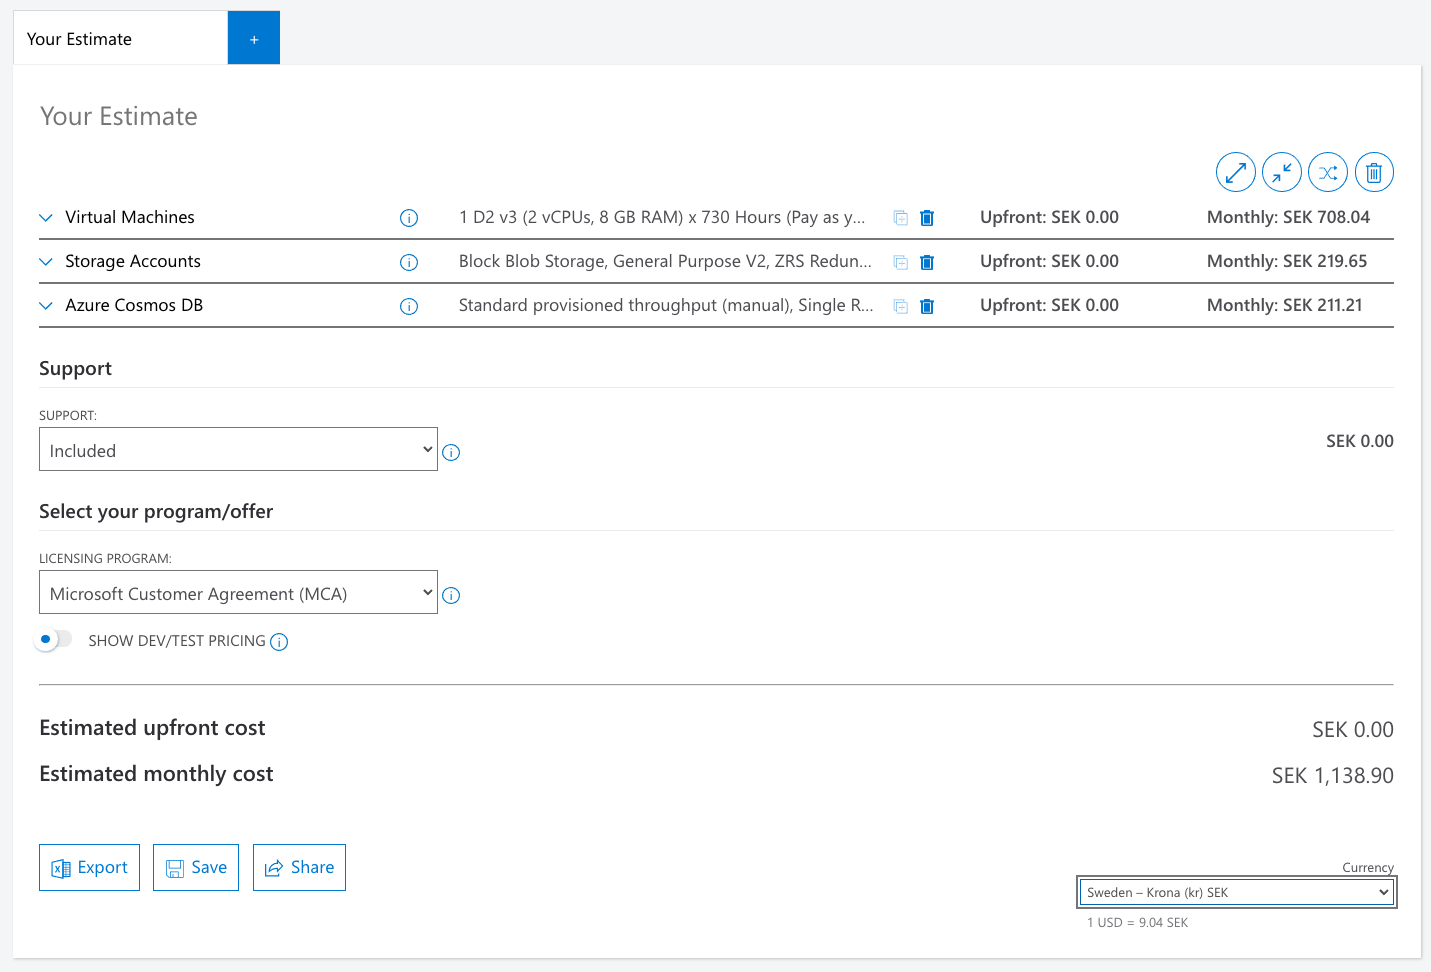 Your Estimate
+
Your Estimate
Virtual Machines 1 D2 v3 (2 vCPUs, 8 GB RAM) x 730 Hours (Pay as y... Upfront: SEK 0.00 Monthly: SEK 708.04
Storage Accounts Block Blob Storage, General Purpose V2, ZRS Redun... Upfront: SEK 0.00 Monthly: SEK 219.65
Azure Cosmos DB Standard provisioned throughput (manual), Single R... Upfront: SEK 0.00 Monthly: SEK 211.21
Support
SUPPORT:
Included SEK 0.00
Select your program/offer
LICENSING PROGRAM:
Microsoft Customer Agreement (MCA)
SHOW DEV/TEST PRICING
Estimated upfront cost SEK 0.00
Estimated monthly cost SEK 1,138.90
Export Save Share
Currency
Sweden – Krona (kr) SEK
1 USD = 9.04 SEK